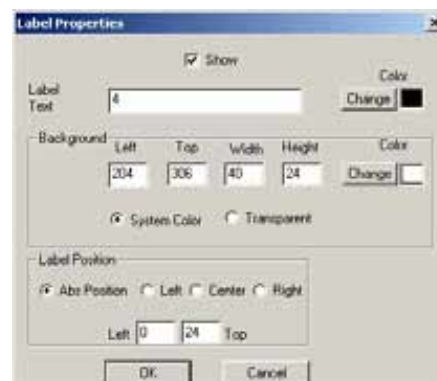 Label Properties
Show
Color
Label Text
4
Change
Background
Left Top Width Height Color
204 306 40 24 Change
System Color Transparent
Label Position
Abs Position Left Center Right
Left 0 24 Top
OK Cancel